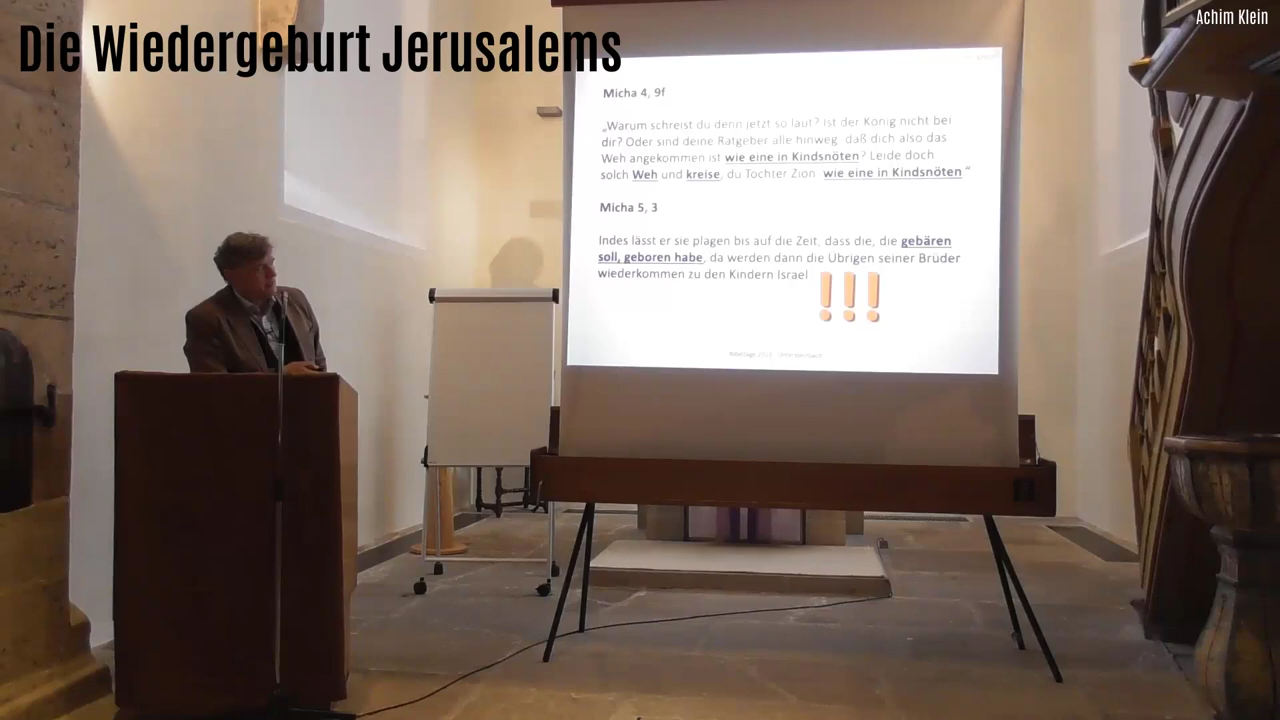 Die Wiedergeburt Jerusalems
Achim Klein
Micha 4, 9f
„Warum schreist du denn jetzt so laut? Ist der König nicht bei
dir? Oder sind deine Ratgeber alle hinweg, daß dich also das
Weh angekommen ist wie eine in Kindsnöten? Leide doch
solch Weh und kreise, du Tochter Zion, wie eine in Kindsnöten."
Micha 5, 3
Indes lässt er sie plagen bis auf die Zeit, dass die, die gebären
soll, geboren habe, da werden dann die Übrigen seiner Brüder
wiederkommen zu den Kindern Israel
!!!